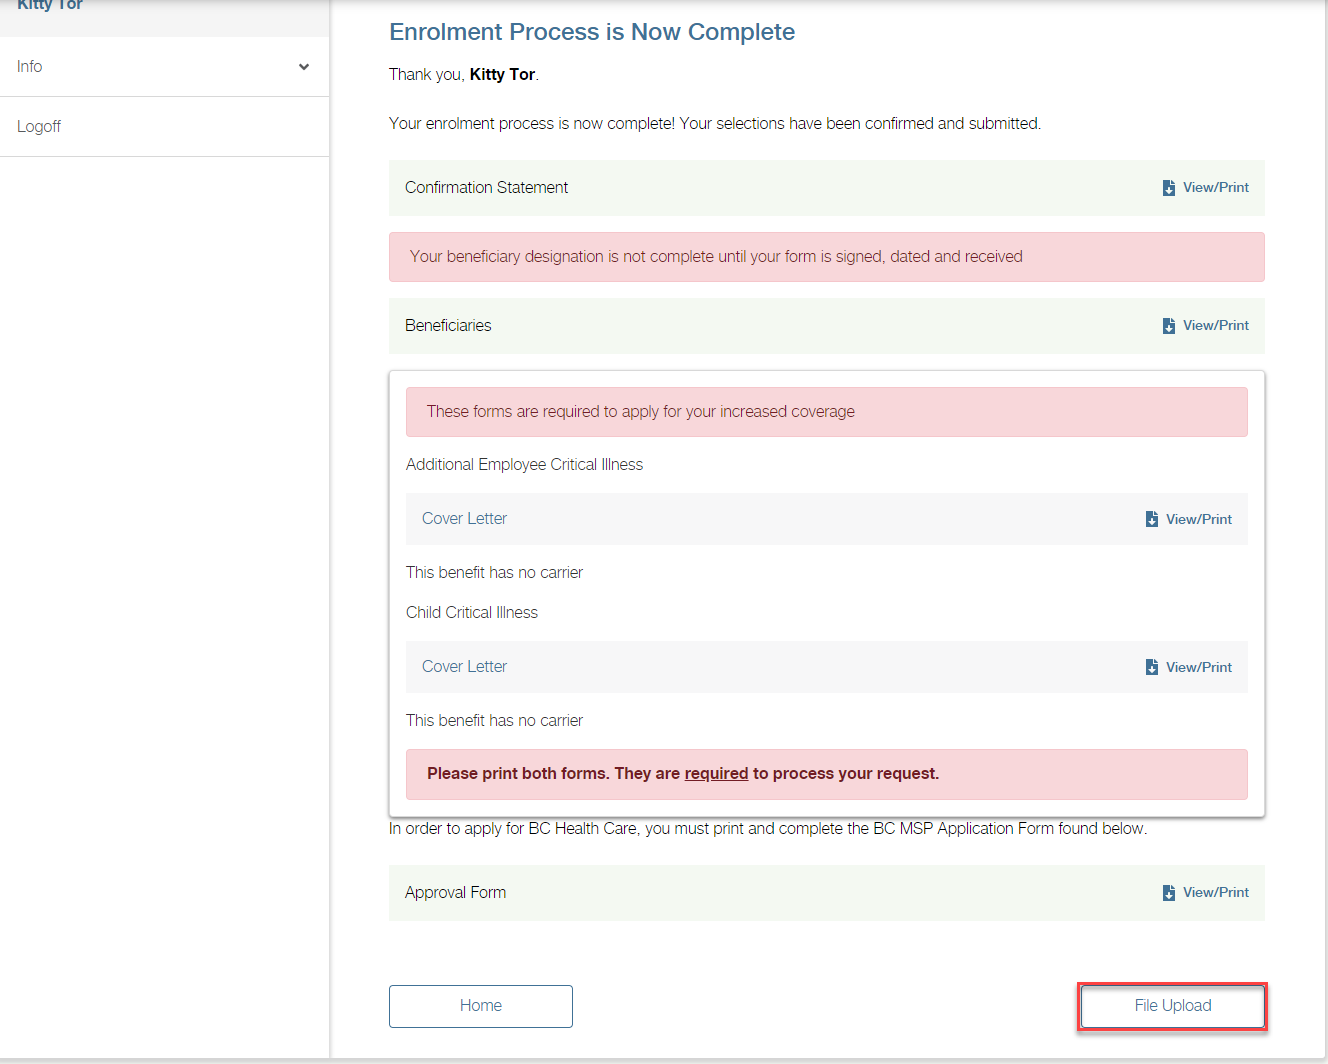 Kitty Tor
Info
Logoff
Enrolment Process is Now Complete
Thank you, Kitty Tor.
Your enrolment process is now complete! Your selections have been confirmed and submitted.
Confirmation Statement
View/Print
Your beneficiary designation is not complete until your form is signed, dated and received
Beneficiaries
View/Print
These forms are required to apply for your increased coverage
Additional Employee Critical Illness
Cover Letter
View/Print
This benefit has no carrier
Child Critical Illness
Cover Letter
View/Print
This benefit has no carrier
Please print both forms. They are required to process your request.
In order to apply for BC Health Care, you must print and complete the BC MSP Application Form found below.
Approval Form
View/Print
Home
File Upload